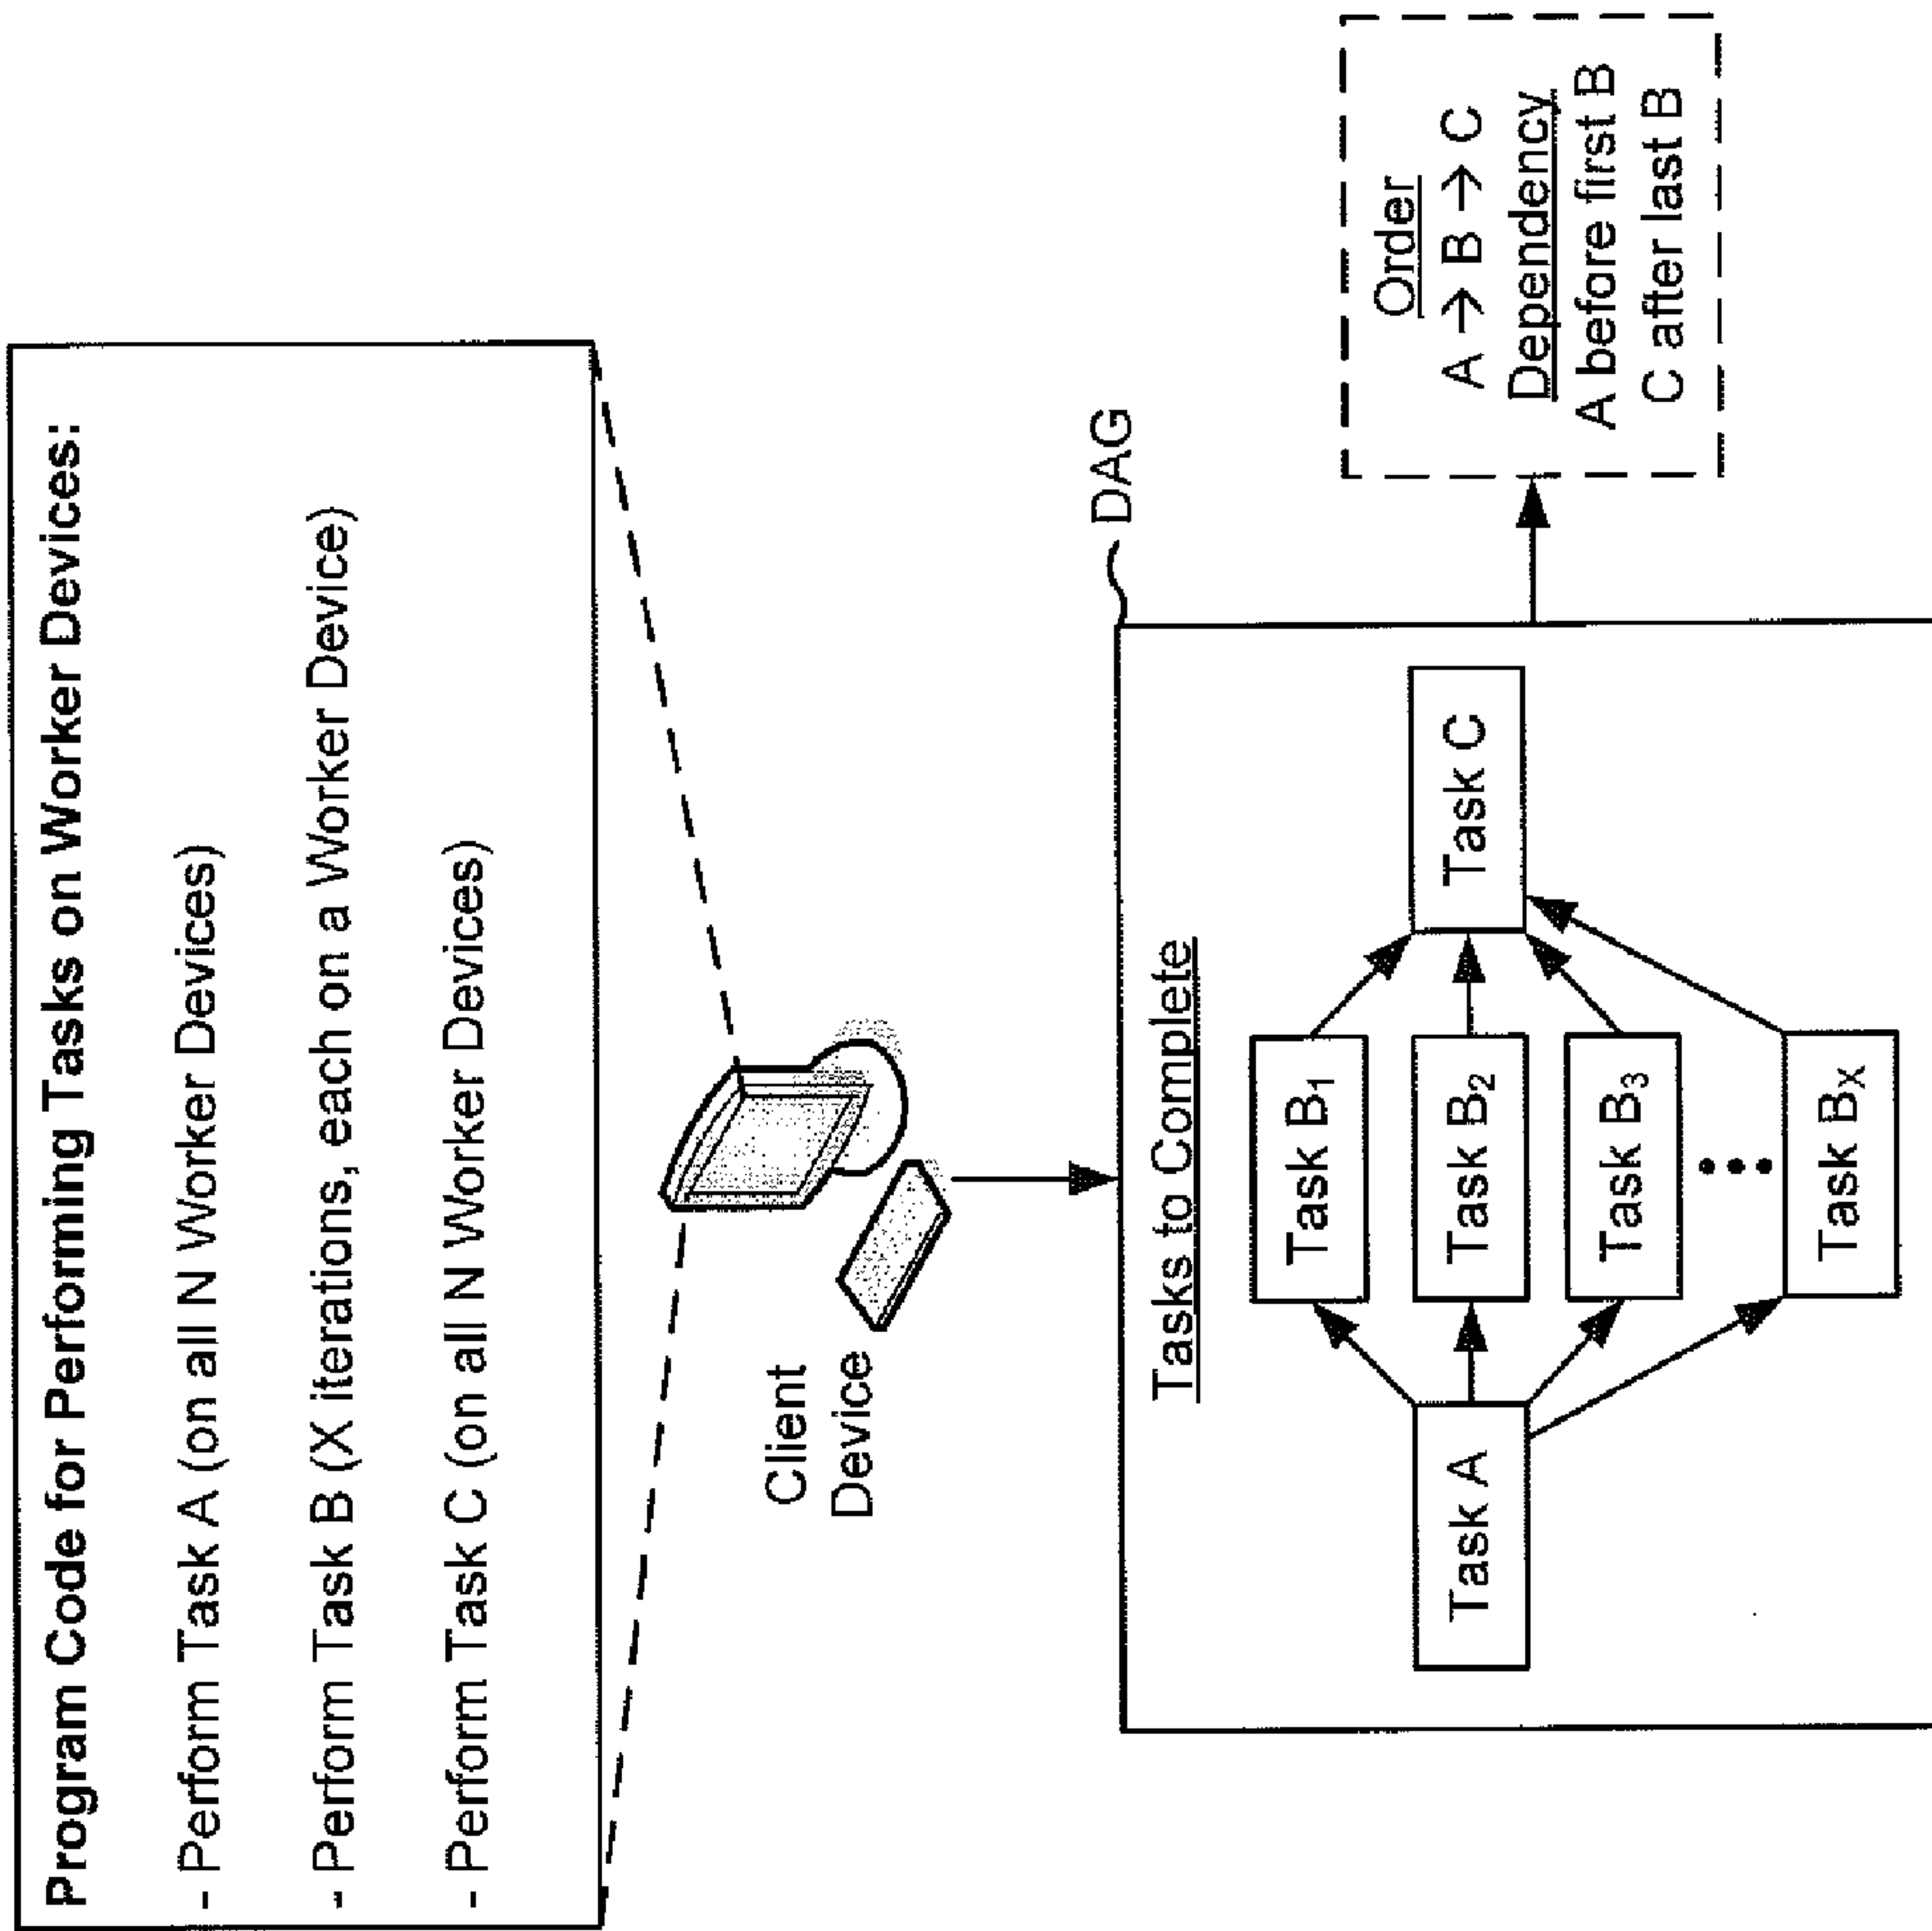 Program Code for Performing Tasks on Worker Devices:
- Perform Task A (on all N Worker Devices)
- Perform Task B (X iterations, each on a Worker Device)
- Perform Task C (on all N Worker Devices)
Client
Device
DAG
Tasks to Complete
Task A
Task B₁
Task B₂
Task B₃
Task Bₓ
Task C
Order
A → B → C
Dependency
A before first B
C after last B